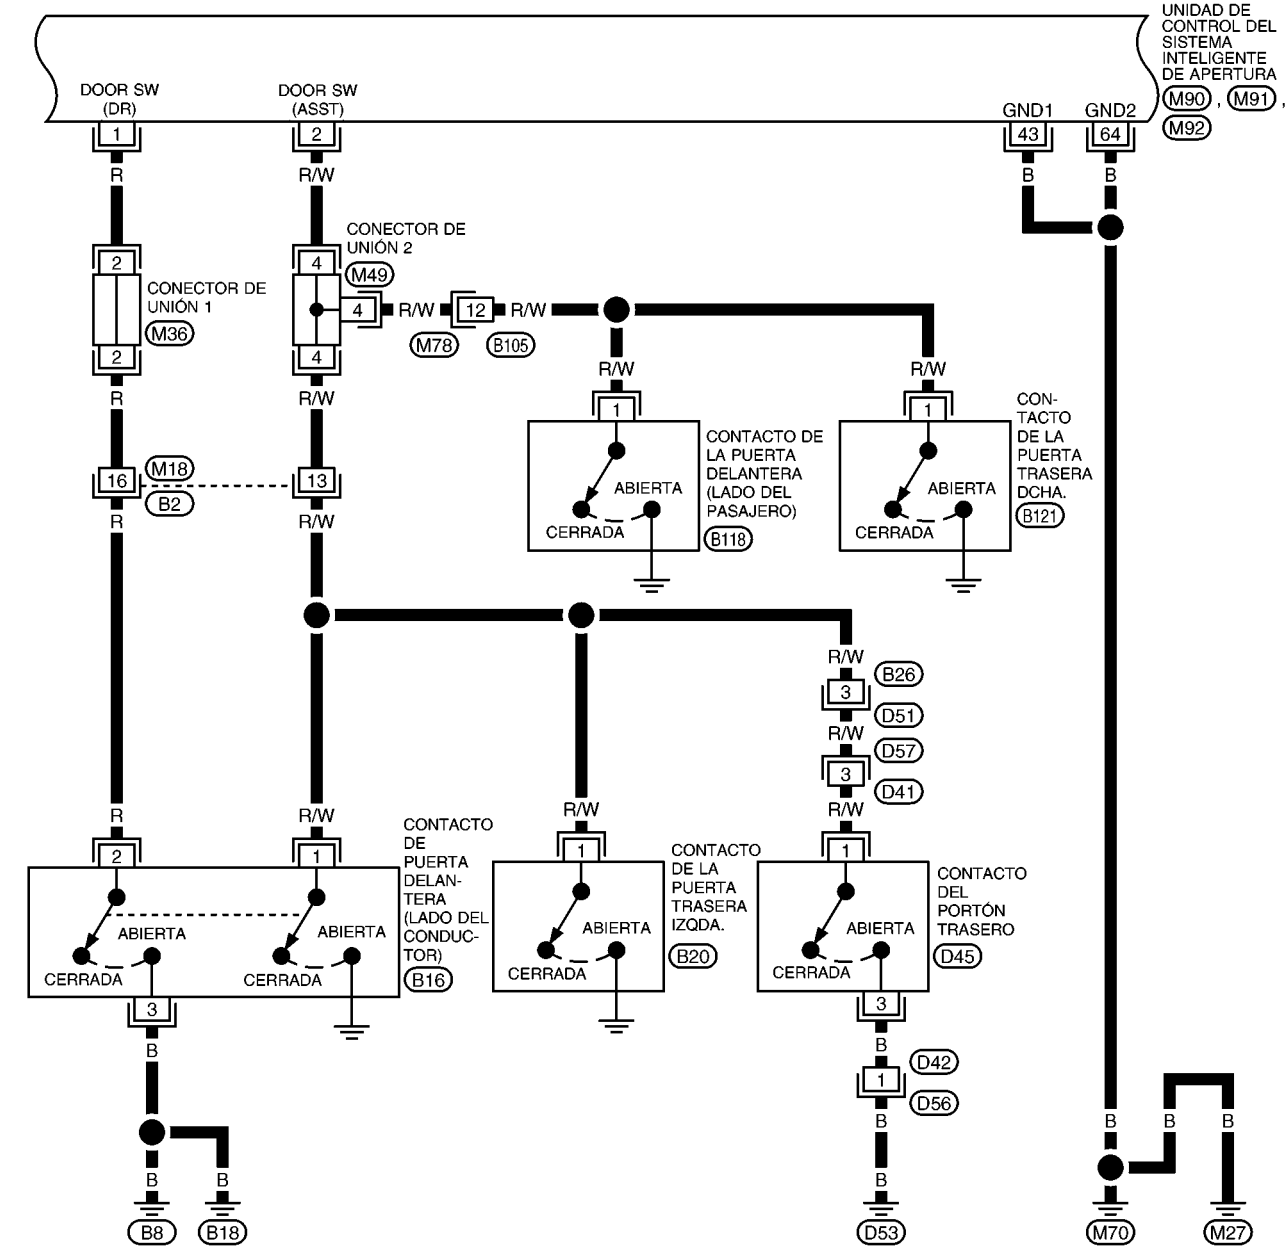 UNIDAD DE
CONTROL DEL
SISTEMA
INTELIGENTE
DE APERTURA
M90 , M91 ,
M92
DOOR SW
(DR)
DOOR SW
(ASST)
GND1
GND2
1
2
43
64
R
R/W
B
B
CONECTOR DE
UNIÓN 2
M49
2
4
CONECTOR DE
UNIÓN 1
M36
4
R/W
12
R/W
M78
B105
2
4
R
R/W
R/W
R/W
1
1
CONTACTO DE
LA PUERTA
DELANTERA
(LADO DEL
PASAJERO)
B118
CON-
TACTO
DE LA
PUERTA
TRASERA
DCHA.
B121
ABIERTA
CERRADA
ABIERTA
CERRADA
M18
16
13
B2
R
R/W
R/W
B26
3
D51
R/W
D57
3
D41
R
R/W
R/W
R/W
2
1
1
1
CONTACTO
DE
PUERTA
DELAN-
TERA
(LADO DEL
CONDUC-
TOR)
B16
CONTACTO
DE LA
PUERTA
TRASERA
IZQDA.
B20
CONTACTO
DEL
PORTÓN
TRASERO
D45
ABIERTA
CERRADA
ABIERTA
CERRADA
ABIERTA
CERRADA
ABIERTA
CERRADA
3
3
B
B
D42
1
D56
B
B
B
B
B
B
B
B8
B18
D53
M70
M27